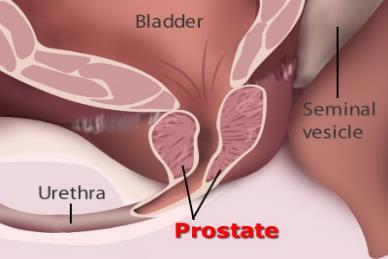 Bladder
Seminal
vesicle
Urethra
Prostate